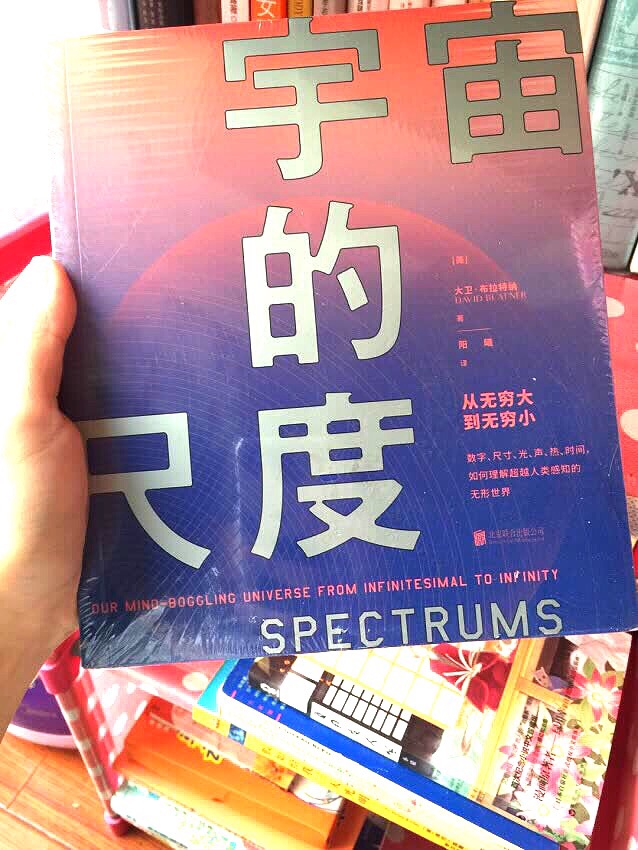 宇宙
的
尺度
[美]
大卫·布拉特纳
DAVID BLATNER
著
阳曦
译
从无穷大
到无穷小
数字、尺寸、光、声、热、时间，
如何理解超越人类感知的
无形世界
北京联合出版公司
OUR MIND-BOGGLING UNIVERSE FROM INFINITESIMAL TO INFINITY
SPECTRUMS